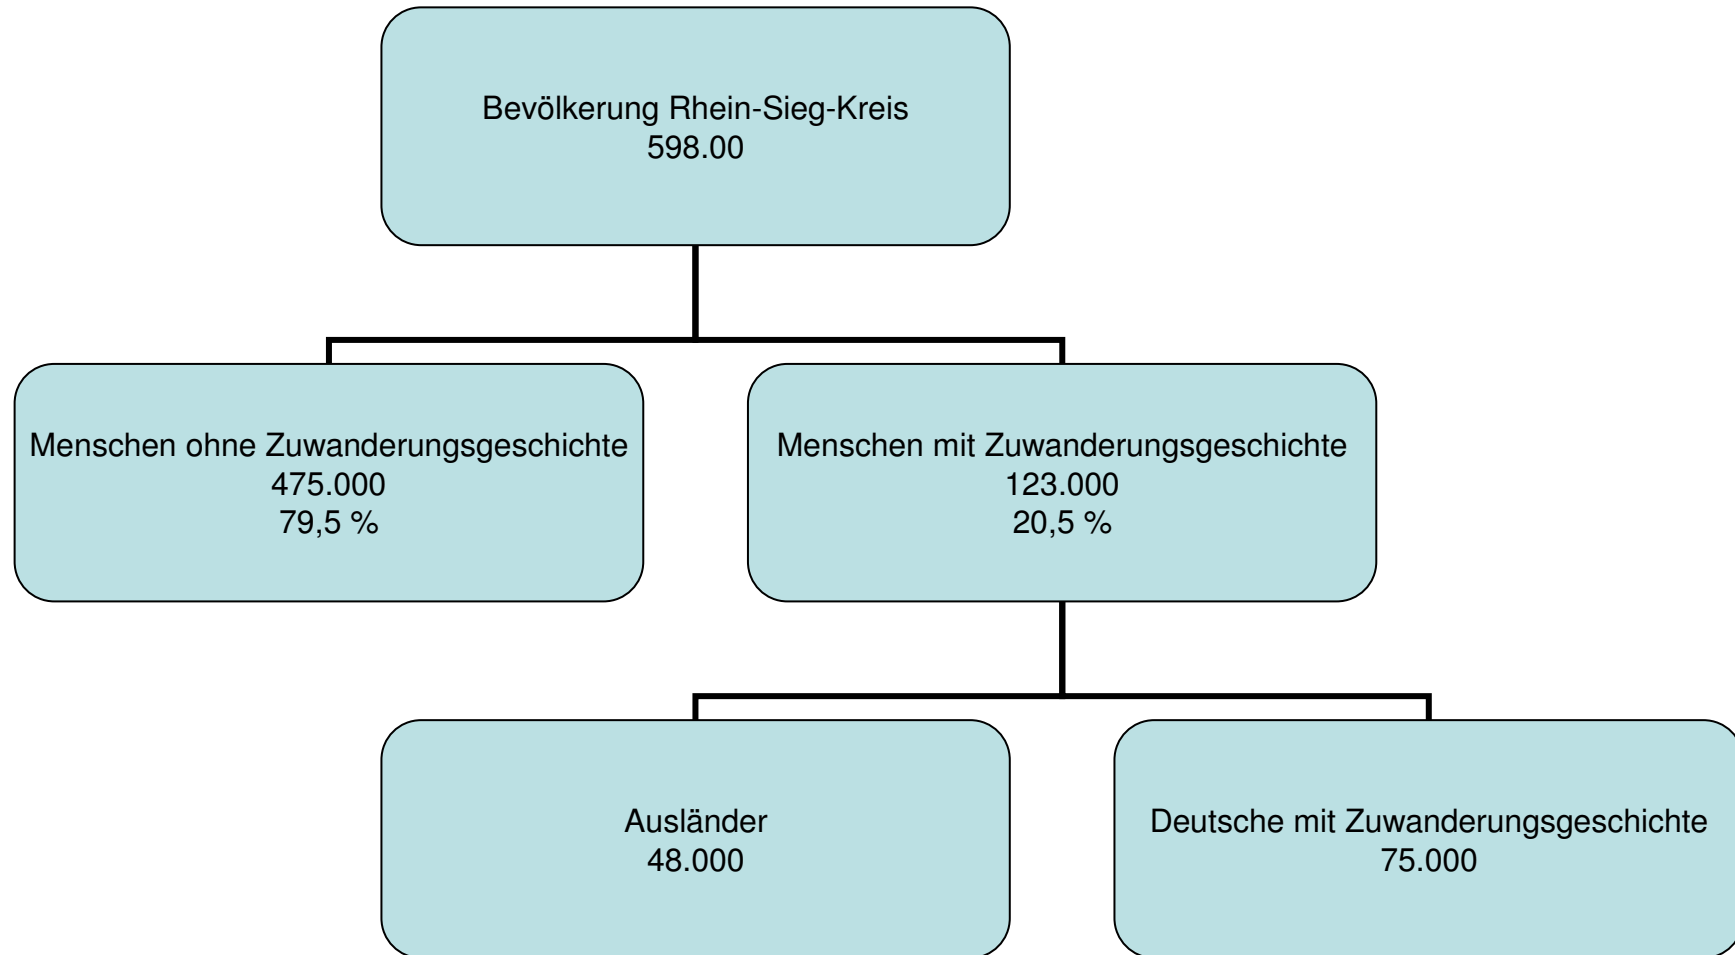 Bevölkerung Rhein-Sieg-Kreis
598.00
Menschen ohne Zuwanderungsgeschichte
475.000
79,5 %
Menschen mit Zuwanderungsgeschichte
123.000
20,5 %
Ausländer
48.000
Deutsche mit Zuwanderungsgeschichte
75.000